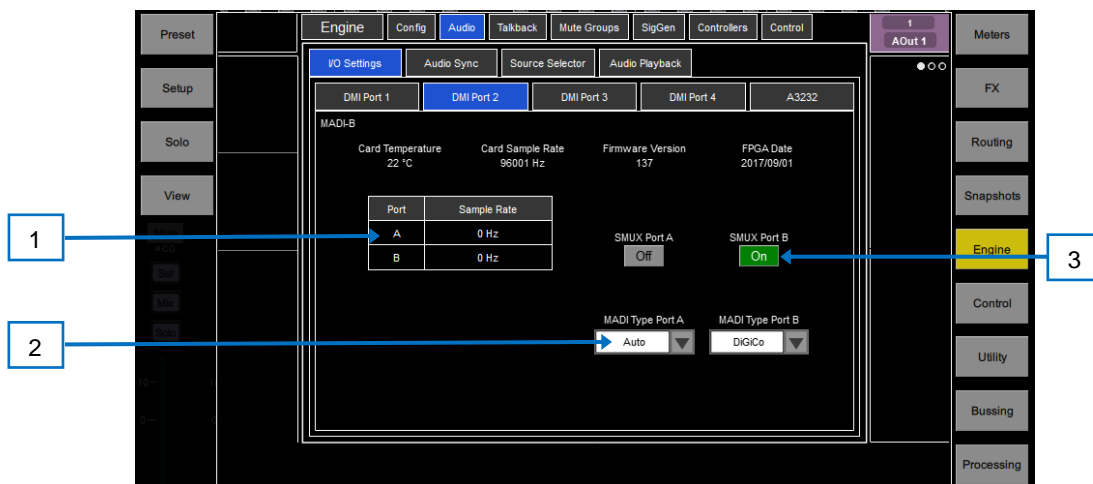 Preset
Setup
Solo
View
Mute
Sel
Mix
Solo
Engine Config Audio Talkback Mute Groups SigGen Controllers Control
I/O Settings Audio Sync Source Selector Audio Playback
DMI Port 1 DMI Port 2 DMI Port 3 DMI Port 4 A3232
MADI-B
Card Temperature Card Sample Rate Firmware Version FPGA Date
22 °C 96001 Hz 137 2017/09/01
Port Sample Rate
A 0 Hz
B 0 Hz
SMUX Port A SMUX Port B
Off On
MADI Type Port A MADI Type Port B
Auto DiGiCo
1
AOut 1
Meters
FX
Routing
Snapshots
Engine
Control
Utility
Bussing
Processing
1
2
3